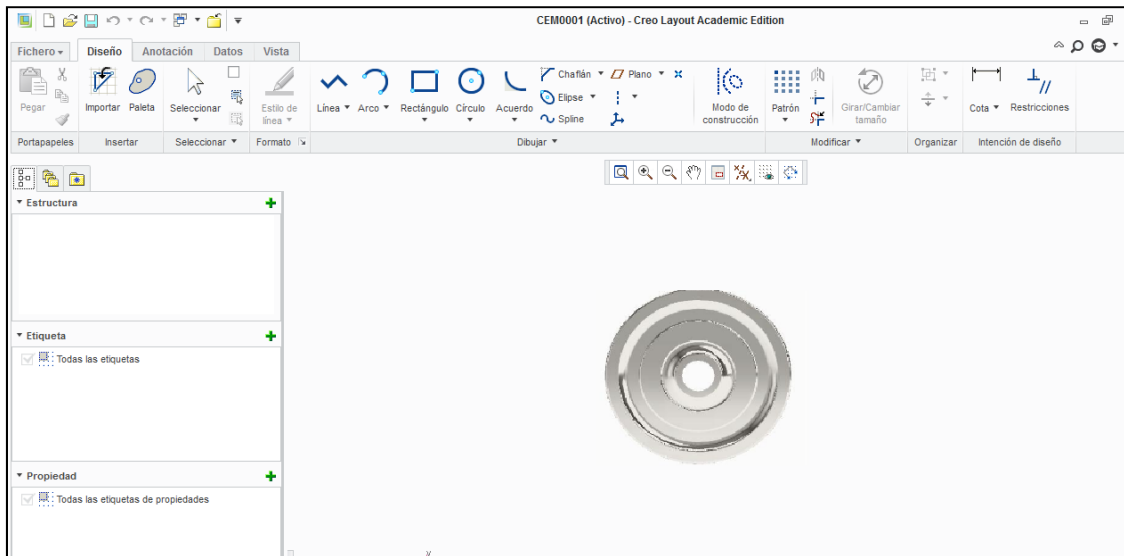 CEM0001 (Activo) - Creo Layout Academic Edition
Fichero Diseño Anotación Datos Vista
Pegar Importar Paleta Seleccionar Estilo de línea Línea Arco Rectángulo Círculo Acuerdo Chaflán Elipse Spline Plano Modo de construcción Patrón Girar/Cambiar tamaño Cota Restricciones
Portapapeles Insertar Seleccionar Formato Dibujar Modificar Organizar Intención de diseño
Estructura
Etiqueta
Todas las etiquetas
Propiedad
Todas las etiquetas de propiedades